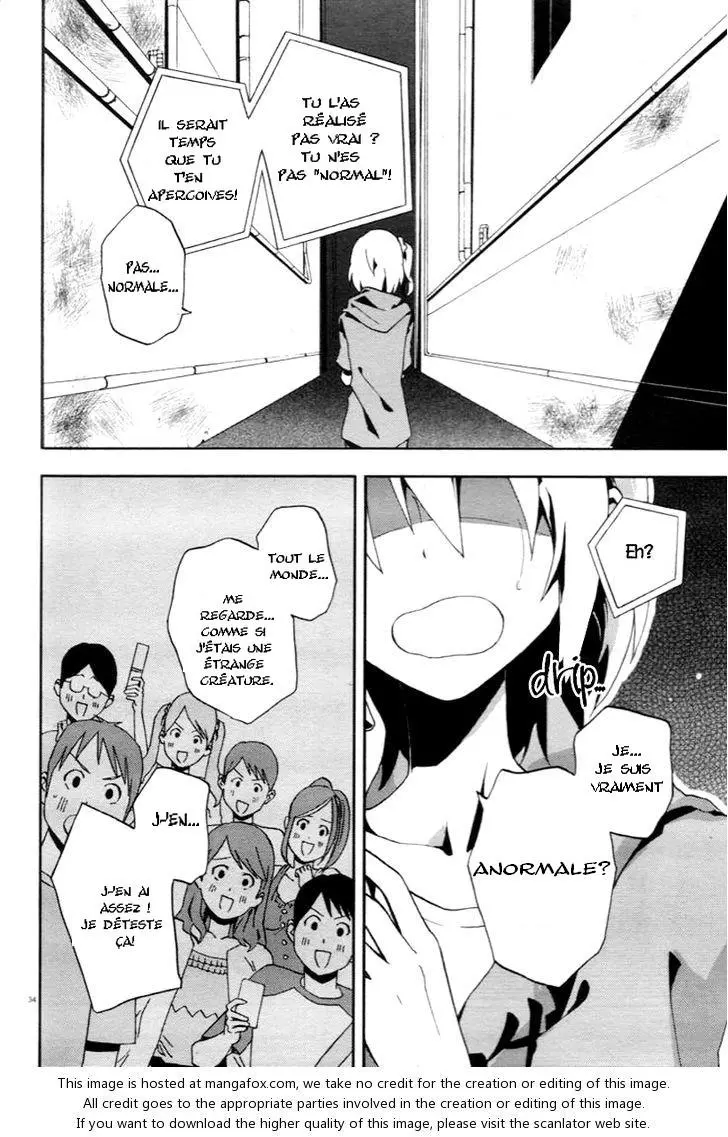 TU L'AS
RÉALISÉ
PAS VRAI ?
TU N'ES
PAS "NORMAL"!
IL SERAIT
TEMPS
QUE TU
T'EN
APERÇOIVES!
PAS...
NORMALE...
Eh?
drip...
JE...
JE SUIS
VRAIMENT
ANORMALE?
TOUT LE
MONDE...
ME
REGARDE...
COMME SI
J'ÉTAIS UNE
ÉTRANGE
CRÉATURE.
J-'EN...
J-'EN AI
ASSEZ !
JE DÉTESTE
ÇA!
34
This image is hosted at mangafox.com, we take no credit for the creation or editing of this image.
All credit goes to the appropriate parties involved in the creation or editing of this image.
If you want to download the higher quality of this image, please visit the scanlator web site.